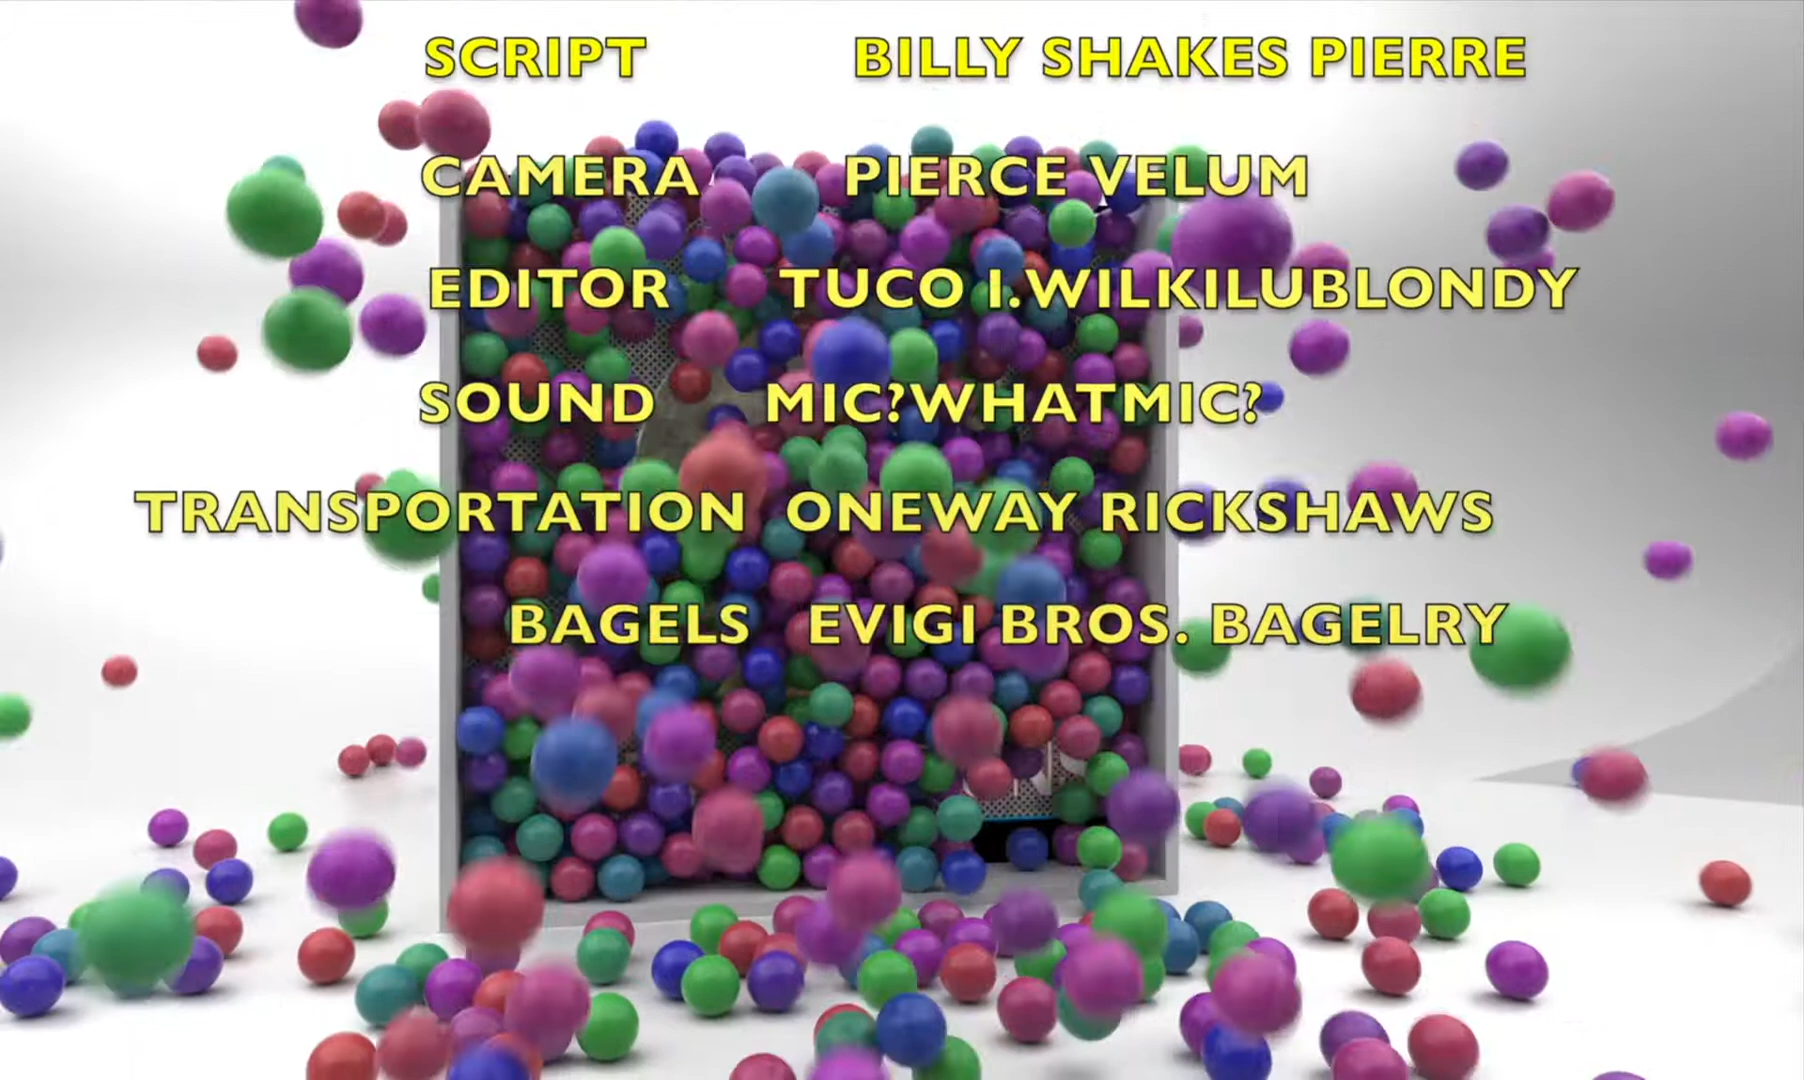 SCRIPT BILLY SHAKES PIERRE
CAMERA PIERCE VELUM
EDITOR TUCO I.WILKILUBLONDY
SOUND MIC?WHATMIC?
TRANSPORTATION ONEWAY RICKSHAWS
BAGELS EVIGI BROS. BAGELRY